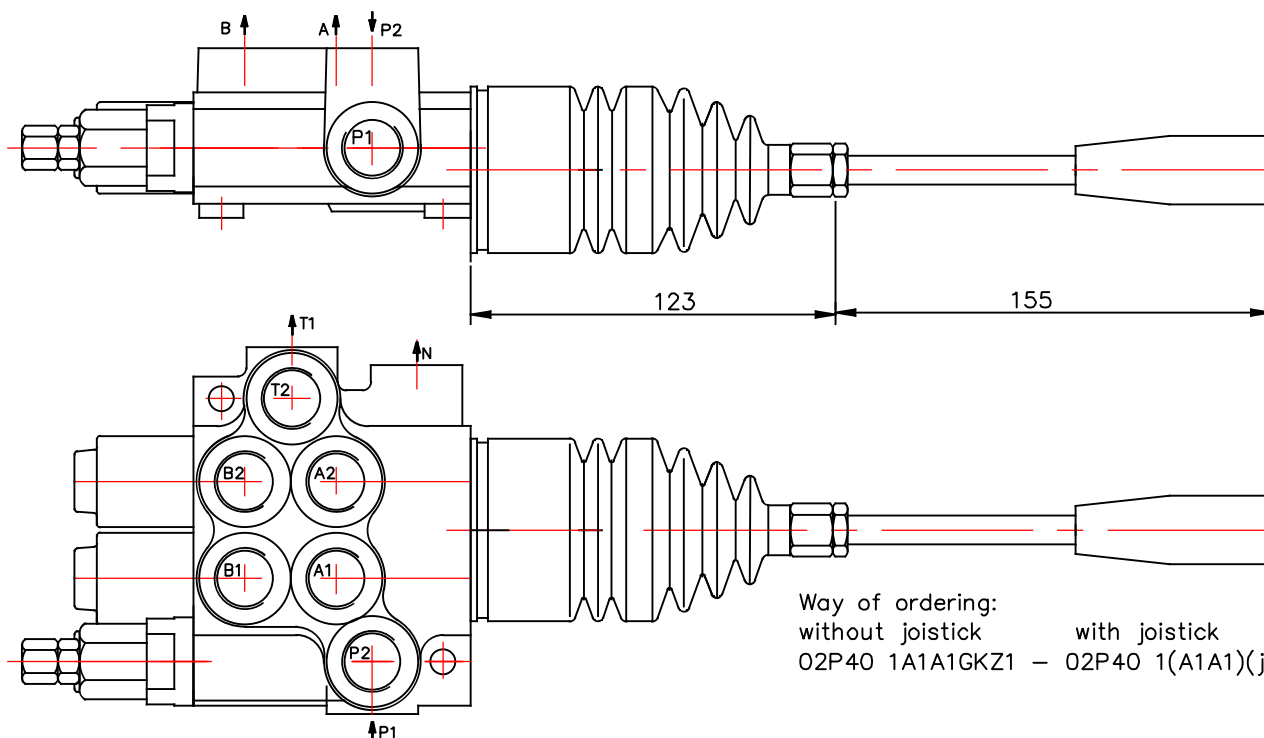 B
A
P2
P1
123
155
T1
N
T2
B2
A2
B1
A1
P2
P1
Way of ordering:
without joistick with joistick
02P40 1A1A1GKZ1 – 02P40 1(A1A1)(j